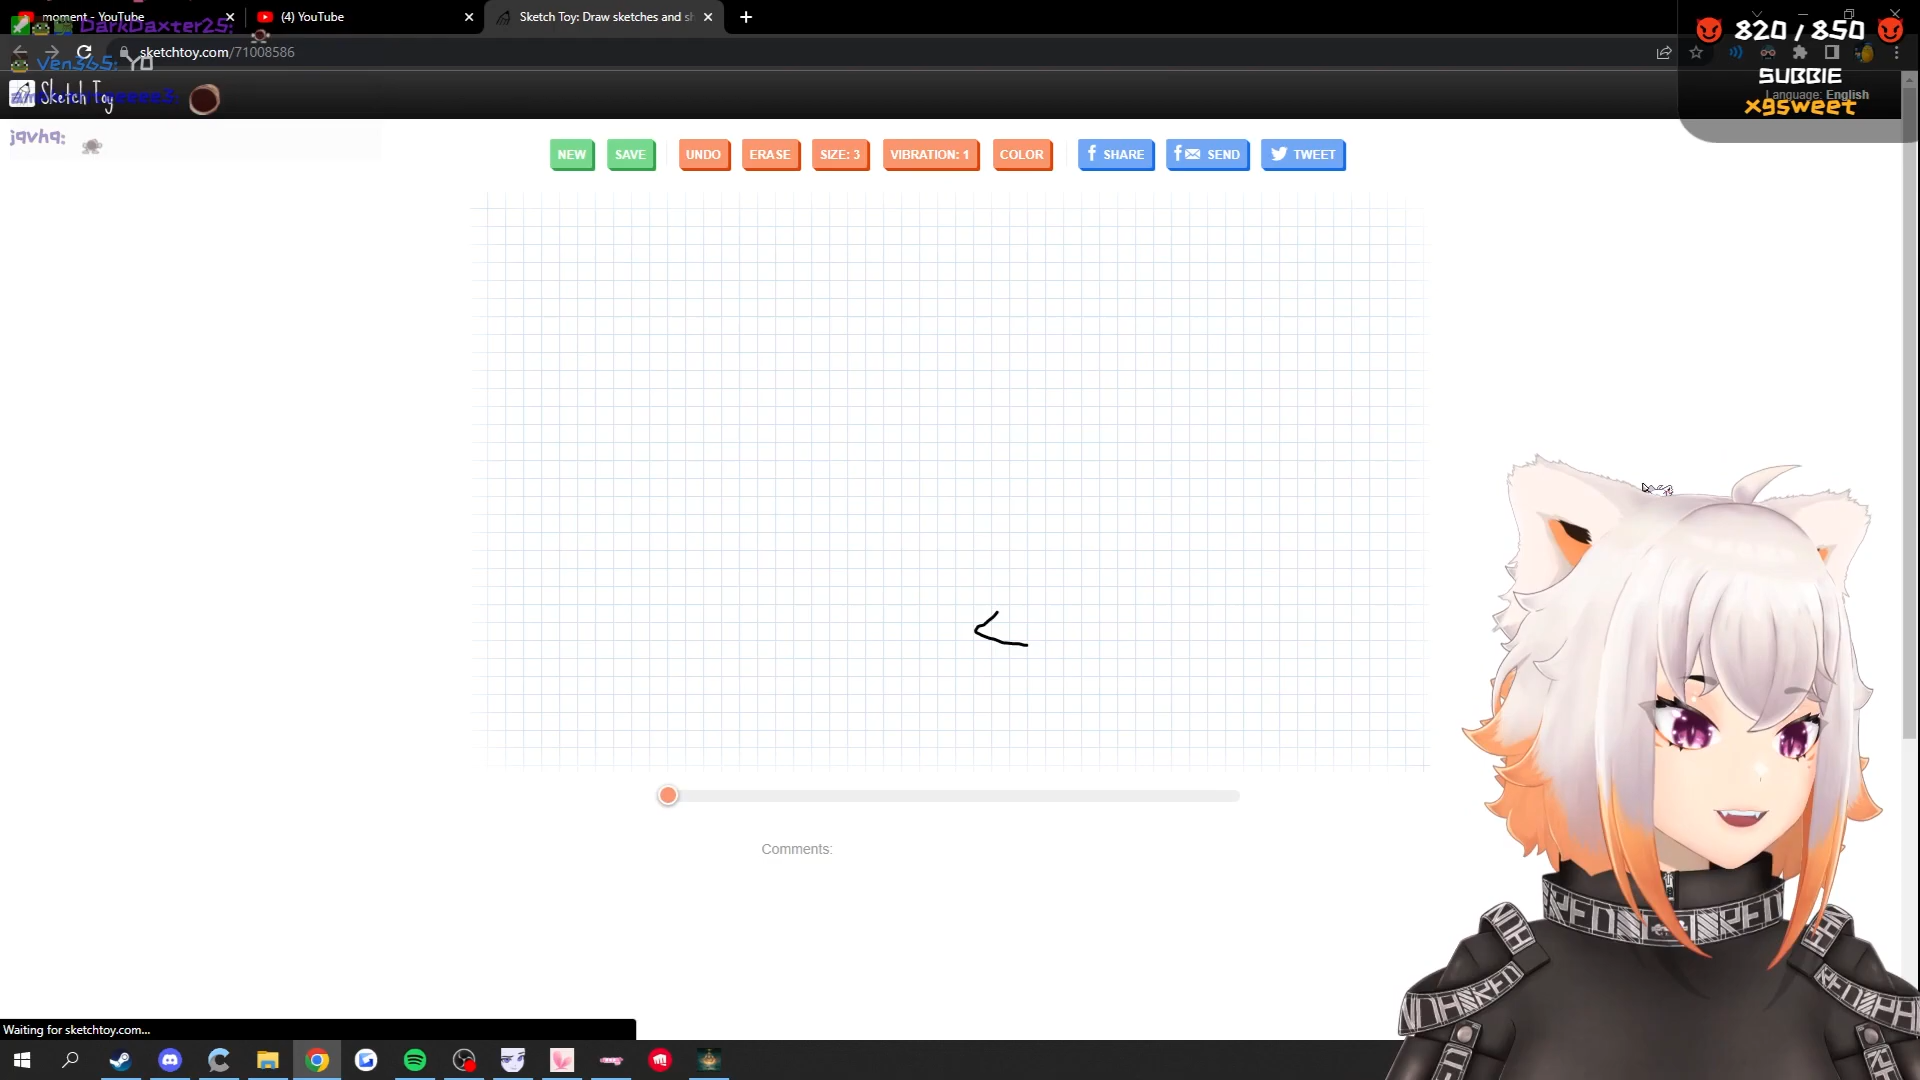 moment - YouTube
(4) YouTube
Sketch Toy: Draw sketches and sh
DarkDaxter25:
sketchtoy.com/71008586
Ven365: Yo
Sketch Toy
jqvhq:
820 / 850
SUBBIE
Language: English
xgsweet
NEW
SAVE
UNDO
ERASE
SIZE: 3
VIBRATION: 1
COLOR
SHARE
SEND
TWEET
Comments:
Waiting for sketchtoy.com...